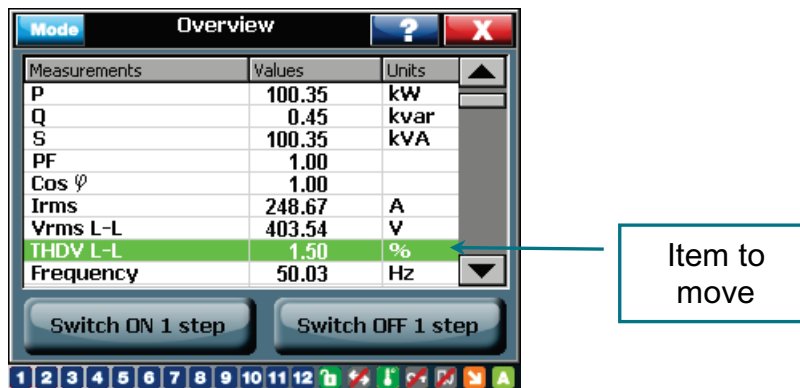 Mode Overview ? X
Measurements Values Units
P 100.35 kW
Q 0.45 kvar
S 100.35 kVA
PF 1.00
Cos φ 1.00
Irms 248.67 A
Vrms L-L 403.54 V
THDV L-L 1.50 %
Frequency 50.03 Hz
Item to
move
Switch ON 1 step Switch OFF 1 step
1 2 3 4 5 6 7 8 9 10 11 12 A